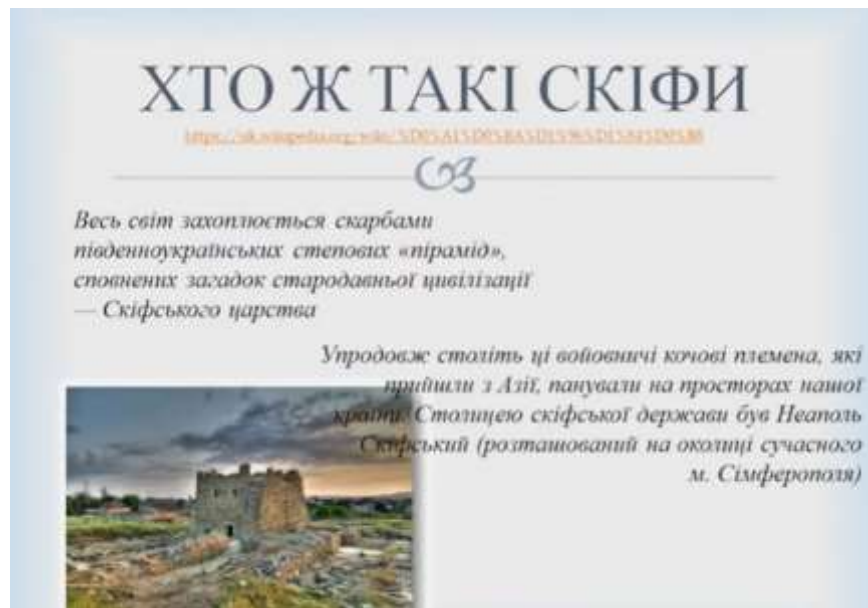 ХТО Ж ТАКІ СКІФИ
Весь світ захоплюється скарбами
південноукраїнських степових «пірамід»,
сповнених загадок стародавньої цивілізації
— Скіфського царства
Упродовж століть ці войовничі кочові племена, які
прийшли з Азії, панували на просторах нашої
країни. Столицею скіфської держави був Неаполь
Скіфський (розташований на околиці сучасного
м. Сімферополя)